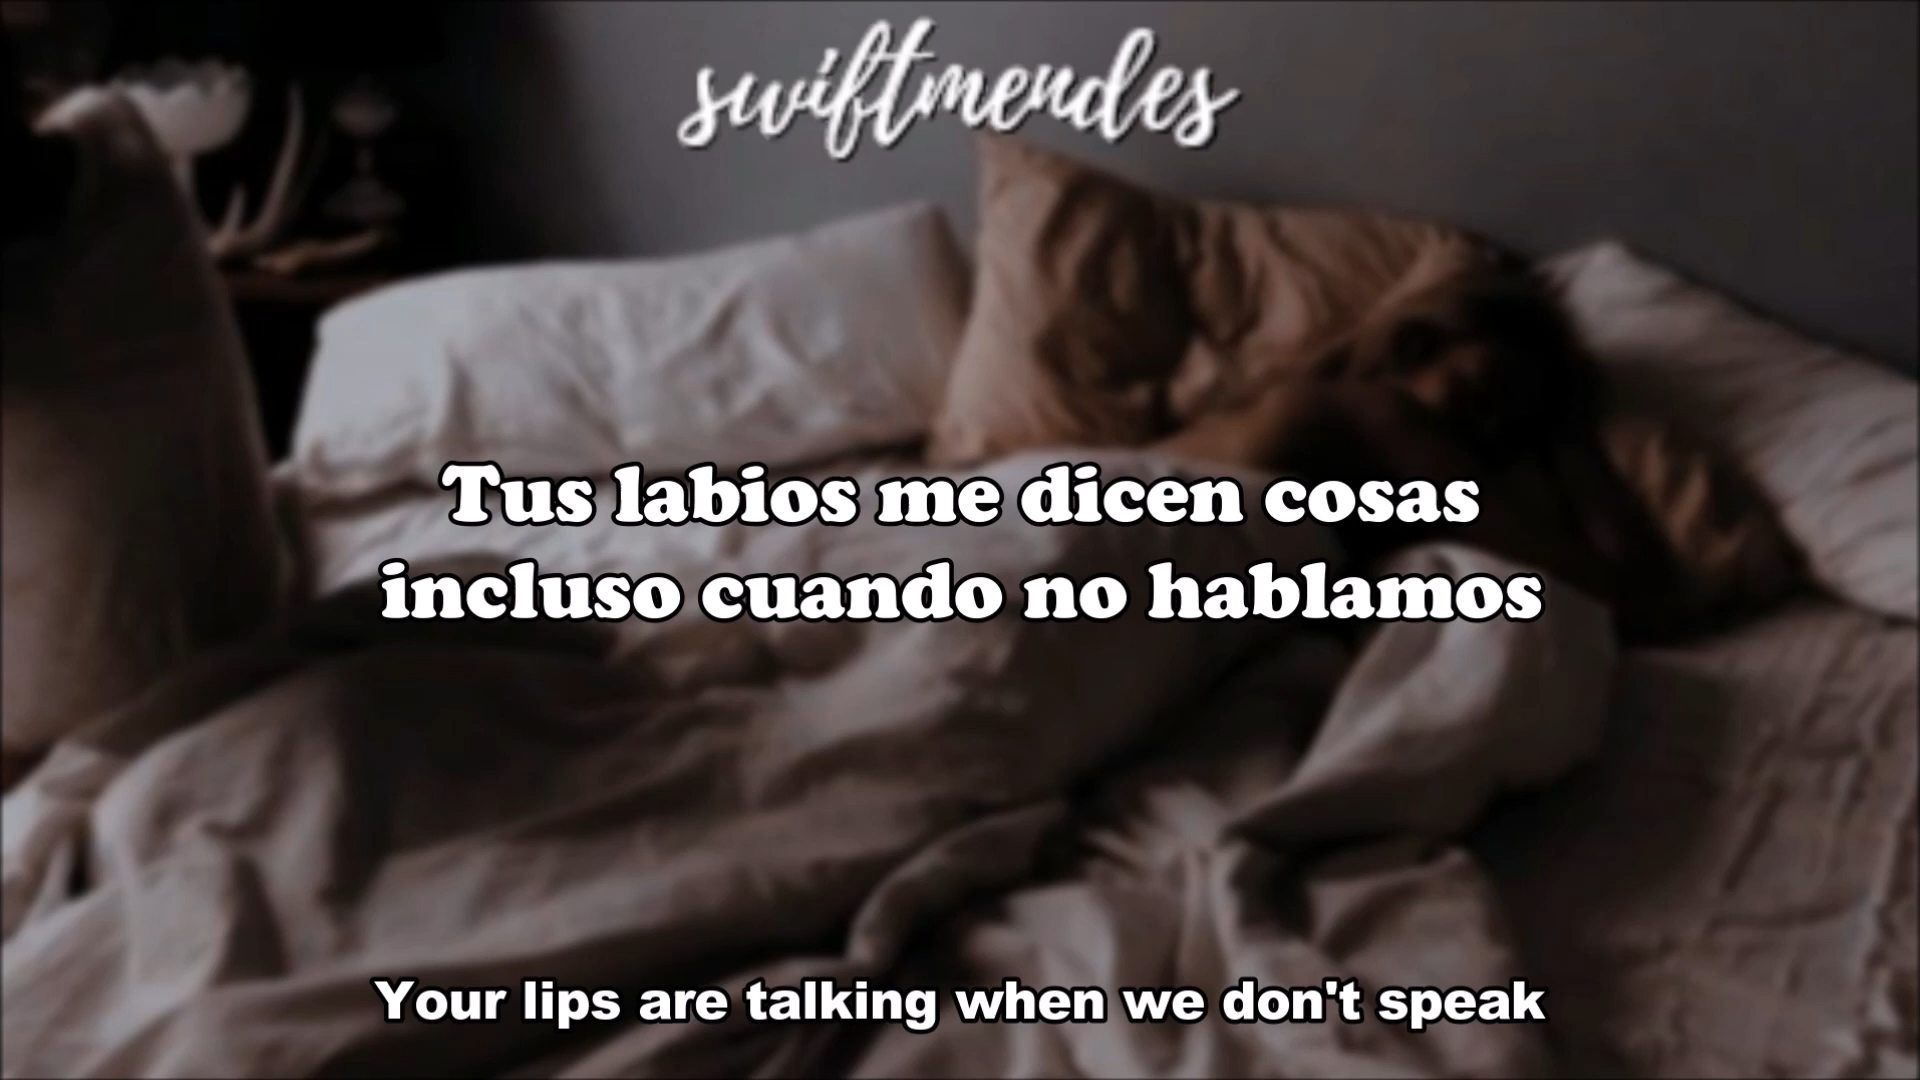 swiftmendes
Tus labios me dicen cosas
incluso cuando no hablamos
Your lips are talking when we don't speak